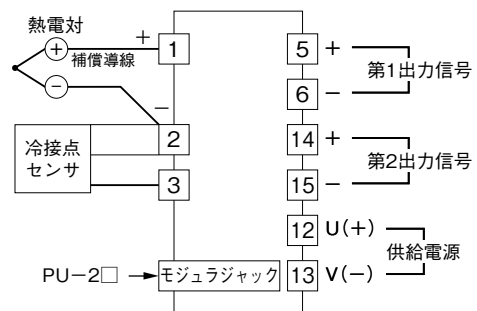 熱電対
+
補償導線
+
1
−
−
2
冷接点
センサ
3
PU−2□
モジュラジャック
5 +
第1出力信号
6 −
14 +
第2出力信号
15 −
12 U(+)
供給電源
13 V(−)